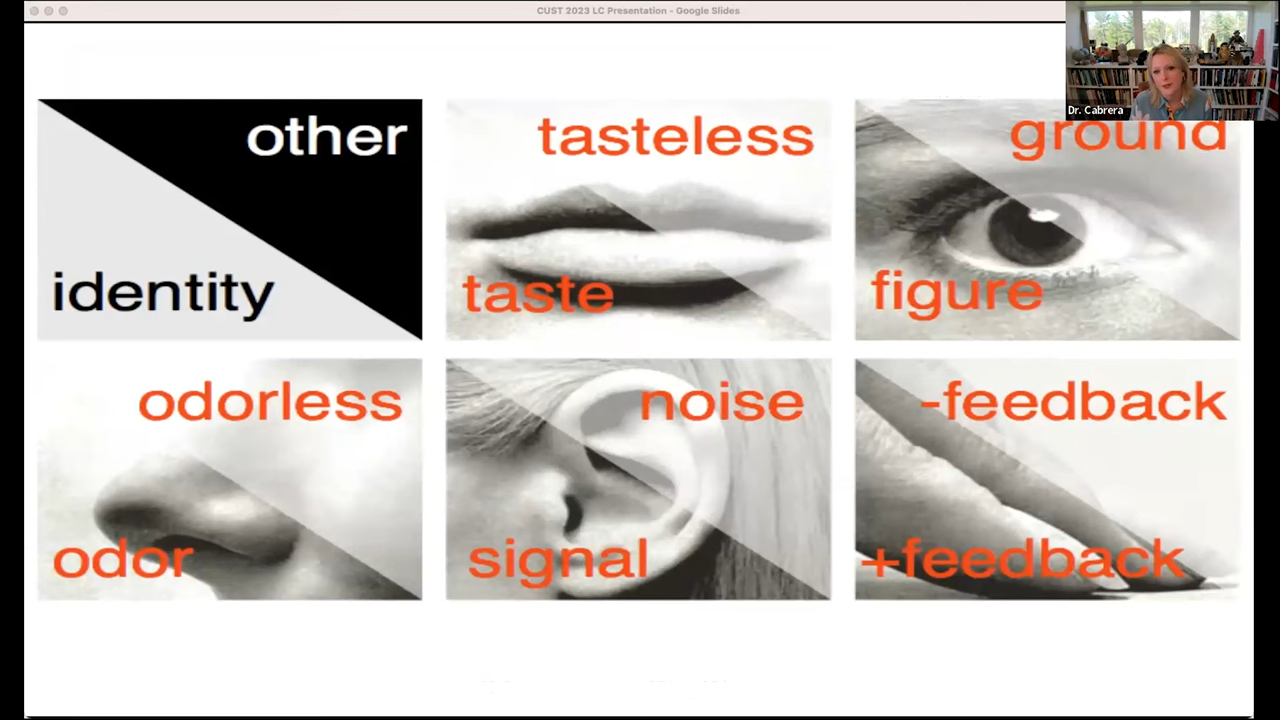 CUST 2023 LC Presentation - Google Slides
Dr. Cabrera
other
identity
tasteless
taste
ground
figure
odorless
odor
noise
signal
-feedback
+feedback